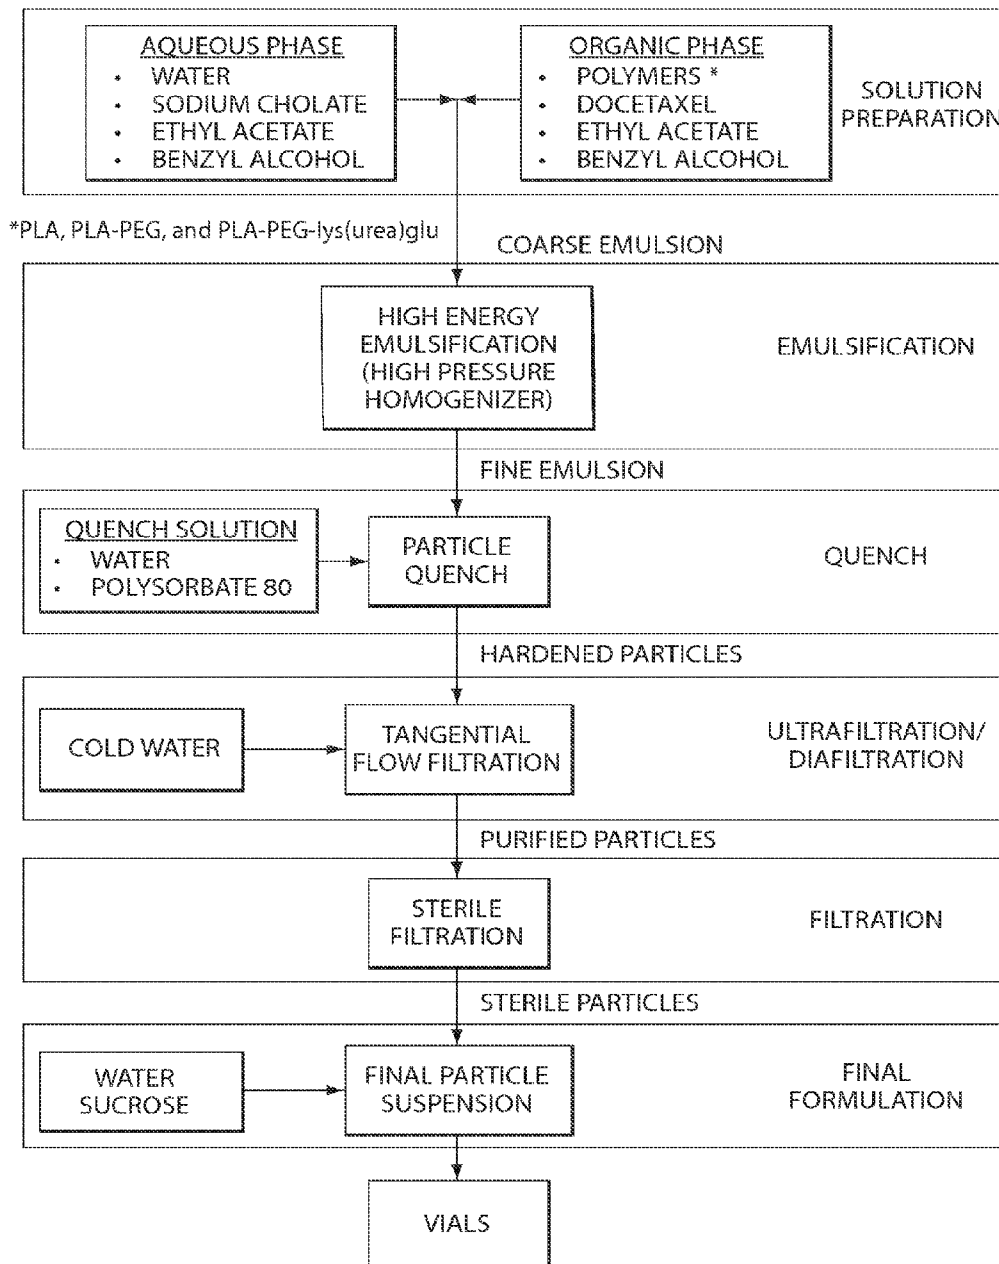 AQUEOUS PHASE
• WATER
• SODIUM CHOLATE
• ETHYL ACETATE
• BENZYL ALCOHOL
ORGANIC PHASE
• POLYMERS *
• DOCETAXEL
• ETHYL ACETATE
• BENZYL ALCOHOL
SOLUTION
PREPARATION
*PLA, PLA-PEG, and PLA-PEG-lys(urea)glu
COARSE EMULSION
HIGH ENERGY
EMULSIFICATION
(HIGH PRESSURE
HOMOGENIZER)
EMULSIFICATION
FINE EMULSION
QUENCH SOLUTION
• WATER
• POLYSORBATE 80
PARTICLE
QUENCH
QUENCH
HARDENED PARTICLES
COLD WATER
TANGENTIAL
FLOW FILTRATION
ULTRAFILTRATION/
DIAFILTRATION
PURIFIED PARTICLES
STERILE
FILTRATION
FILTRATION
STERILE PARTICLES
WATER
SUCROSE
FINAL PARTICLE
SUSPENSION
FINAL
FORMULATION
VIALS